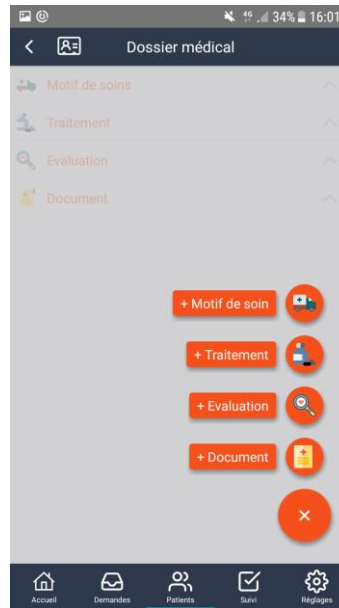 4G 34% 16:01
Dossier médical
Motif de soins
Traitement
Evaluation
Document
+ Motif de soin
+ Traitement
+ Evaluation
+ Document
Accueil Demandes Patients Suivi Réglages